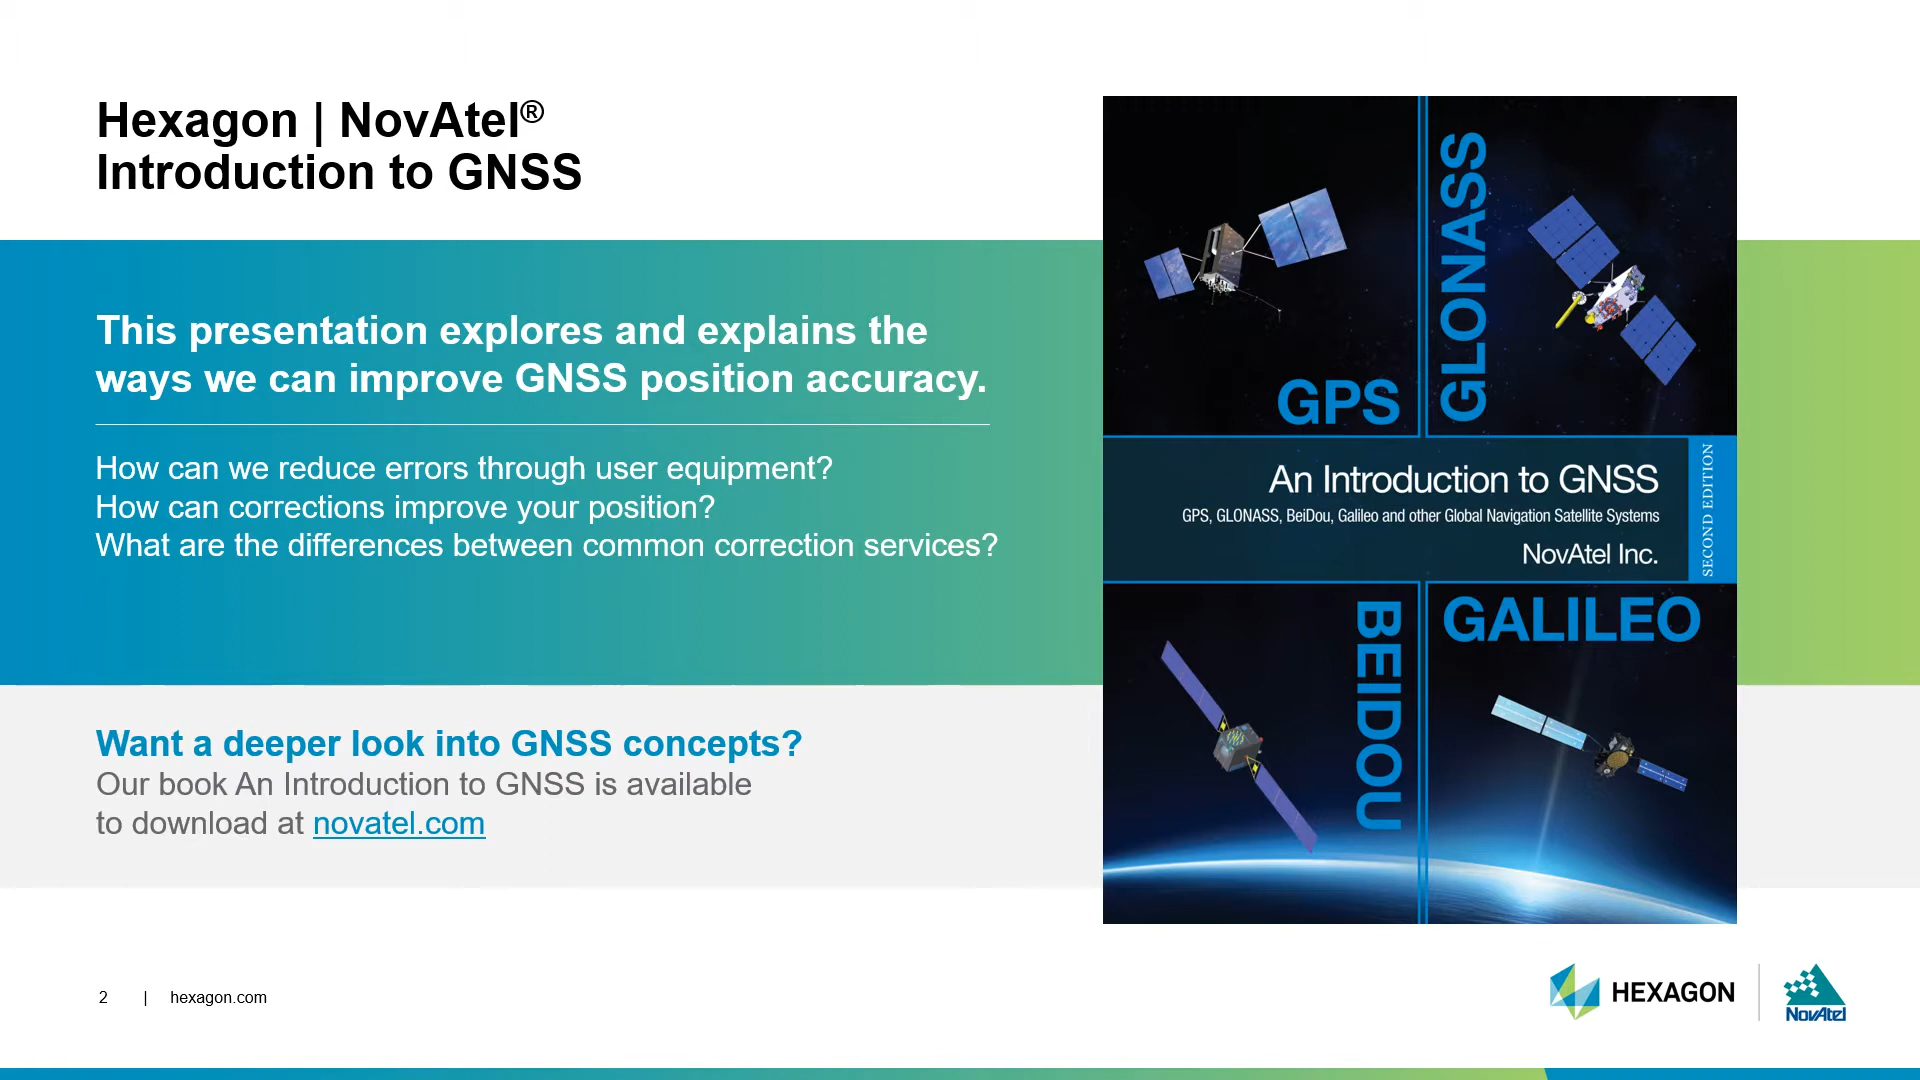 Hexagon | NovAtel®
Introduction to GNSS
This presentation explores and explains the
ways we can improve GNSS position accuracy.
How can we reduce errors through user equipment?
How can corrections improve your position?
What are the differences between common correction services?
Want a deeper look into GNSS concepts?
Our book An Introduction to GNSS is available
to download at novatel.com
GPS
GLONASS
An Introduction to GNSS
GPS, GLONASS, BeiDou, Galileo and other Global Navigation Satellite Systems
NovAtel Inc.
SECOND EDITION
BEIDOU
GALILEO
2 | hexagon.com
HEXAGON
NovAtel